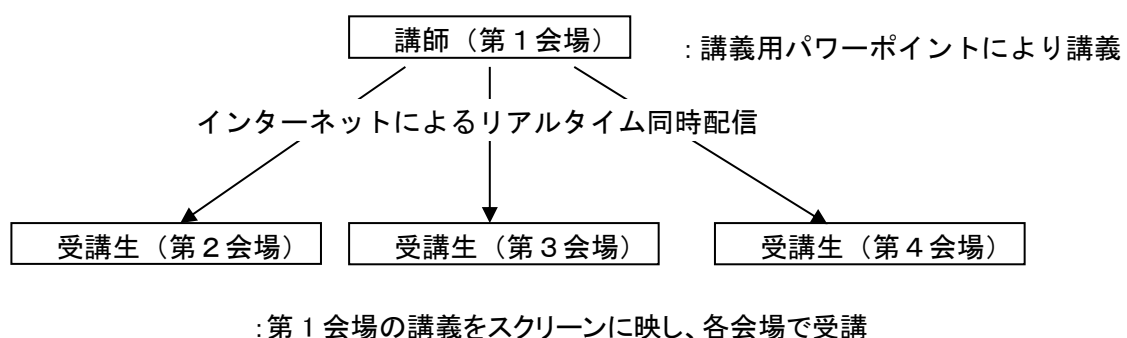 講師（第１会場）
：講義用パワーポイントにより講義
インターネットによるリアルタイム同時配信
受講生（第２会場）
受講生（第３会場）
受講生（第４会場）
：第１会場の講義をスクリーンに映し、各会場で受講